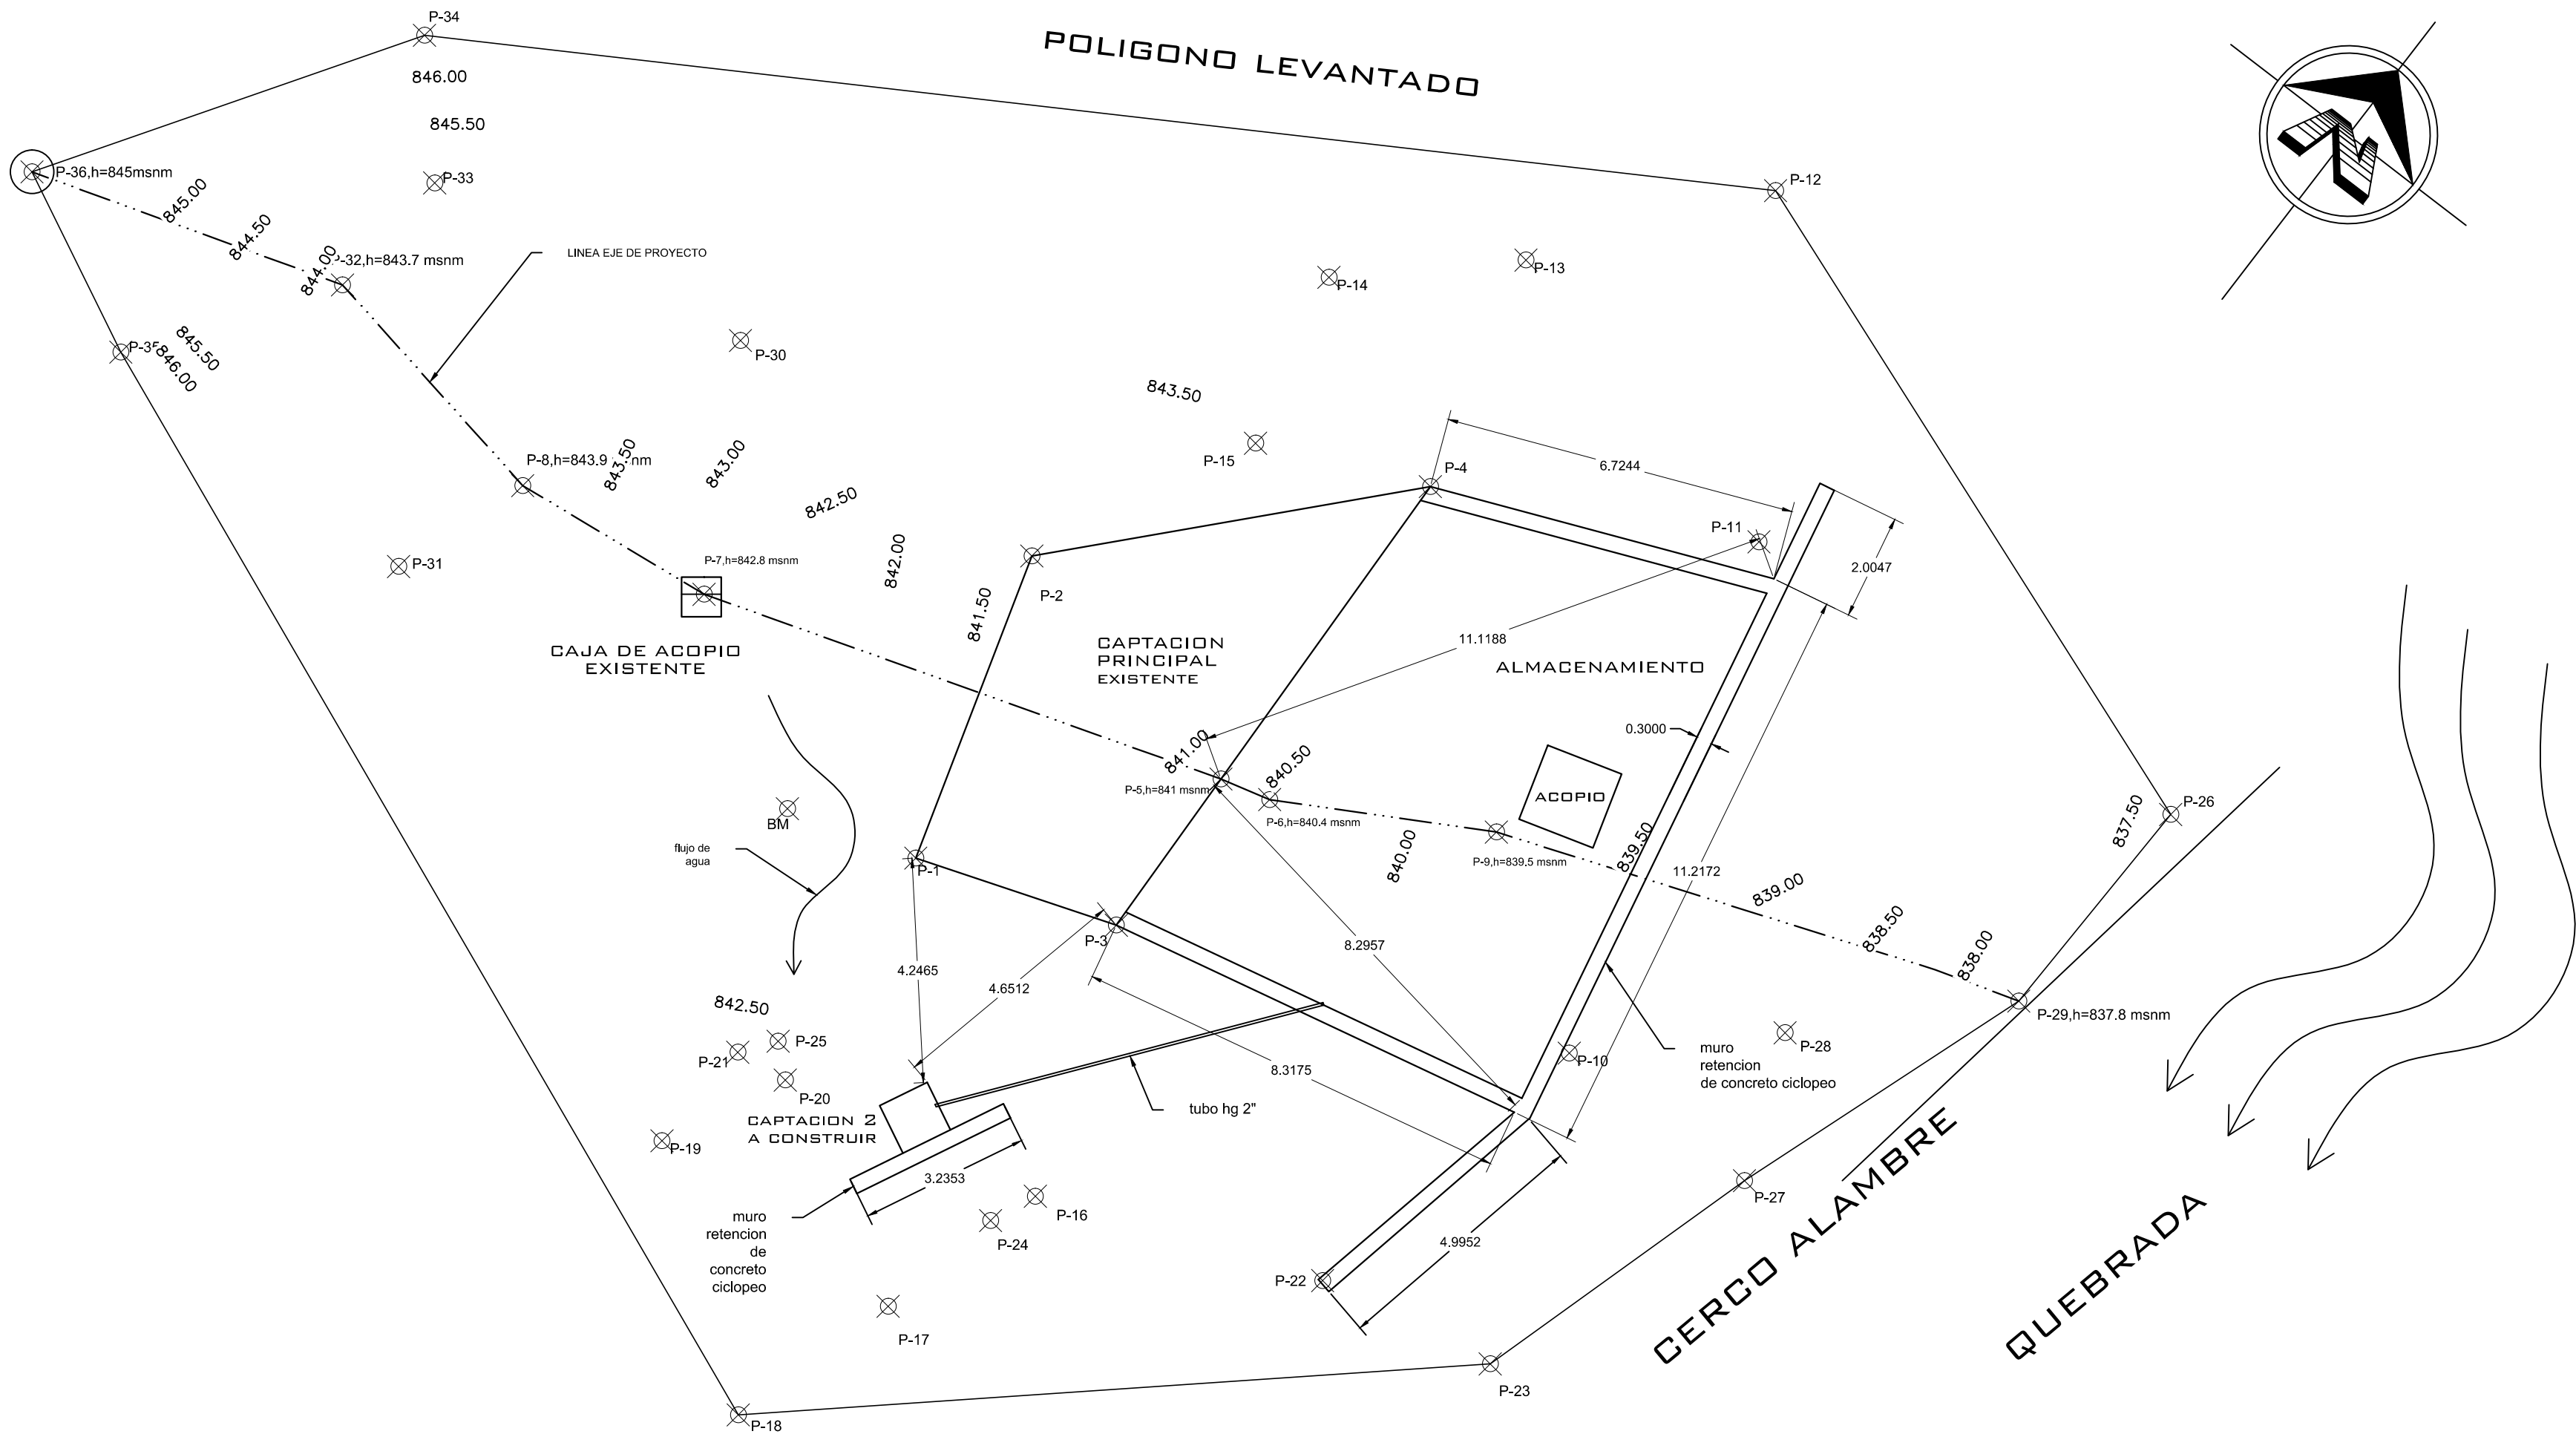 P-34
POLIGONO LEVANTADO
846.00
845.50
P-36,h=845msnm
P-33
P-12
845.00
844.50
844.00
P-32,h=843.7 msnm
LINEA EJE DE PROYECTO
P-13
P-14
845.50
846.00
P-30
843.50
P-15
P-4
6.7244
P-8,h=843.9
843.50
843.00
842.50
P-11
2.0047
842.00
P-7,h=842.8 msnm
P-31
P-2
841.50
CAPTACION
PRINCIPAL
EXISTENTE
11.1188
ALMACENAMIENTO
CAJA DE ACOPIO
EXISTENTE
0.3000
841.00
840.50
P-5,h=841 msnm
ACOPIO
P-26
837.50
BM
P-6,h=840.4 msnm
flujo de
agua
840.00
P-9,h=839.5 msnm
839.50
11.2172
P-1
839.00
P-3
8.2957
838.50
838.00
4.2465
4.6512
842.50
P-29,h=837.8 msnm
P-25
P-21
P-10
P-28
muro
retencion
de concreto ciclopeo
8.3175
P-20
tubo hg 2"
CAPTACION 2
A CONSTRUIR
P-19
3.2353
P-27
CERCO ALAMBRE
QUEBRADA
muro
retencion
de
concreto
ciclopeo
P-16
P-24
4.9952
P-22
P-17
P-23
P-18